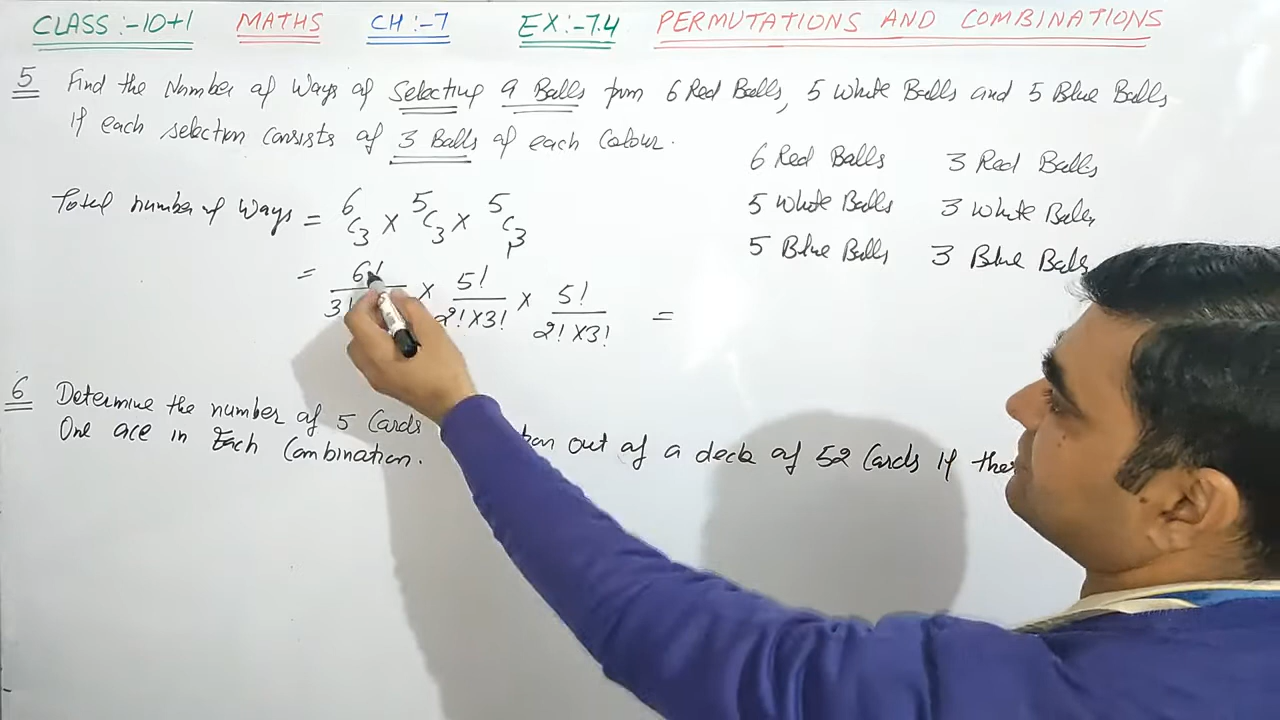 CLASS:-10+1 MATHS CH:-7 EX:-7.4 PERMUTATIONS AND COMBINATIONS
5 Find the Number of Ways of Selecting 9 Balls from 6 Red Balls, 5 White Balls and 5 Blue Balls
If each selection consists of 3 Balls of each Colour.
6 Red Balls 3 Red Balls
5 White Balls 3 White Balls
5 Blue Balls 3 Blue Balls
Total number of Ways = ⁶C₃ × ⁵C₃ × ⁵C₃
= 6!/3! × 5!/2!×3! × 5!/2!×3! =
6 Determine the number of 5 Cards out of a deck of 52 Cards If
One ace in Each Combination.